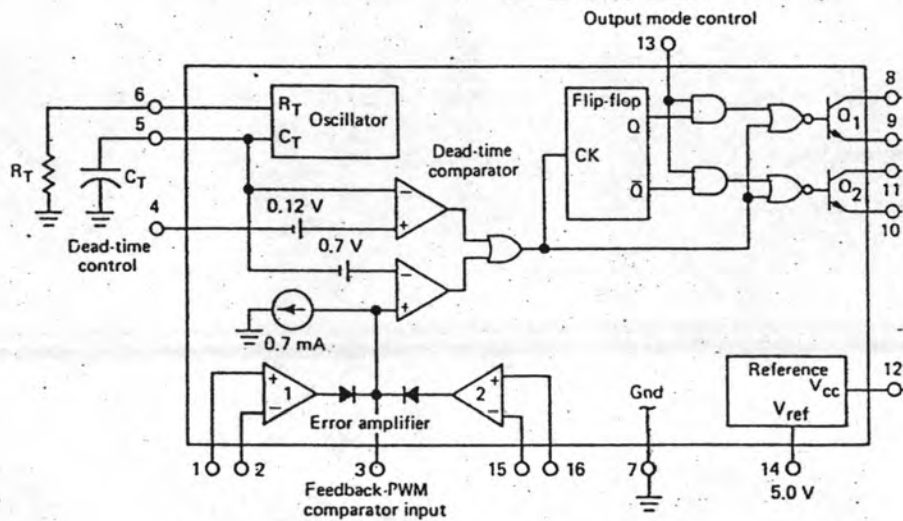 Output mode control
13
8
6
R_T
Oscillator
Flip-flop
Q
Q₁
5
C_T
9
R_T
C_T
Dead-time
comparator
CK
4
−
0.12 V
+
Q̅
Q₂
11
Dead-time
control
0.7 V
10
−
+
0.7 mA
12
+
1
−
+
2
−
Reference
V_cc
V_ref
Gnd
Error amplifier
1
2
3
15
16
7
14
Feedback-PWM
comparator input
5.0 V